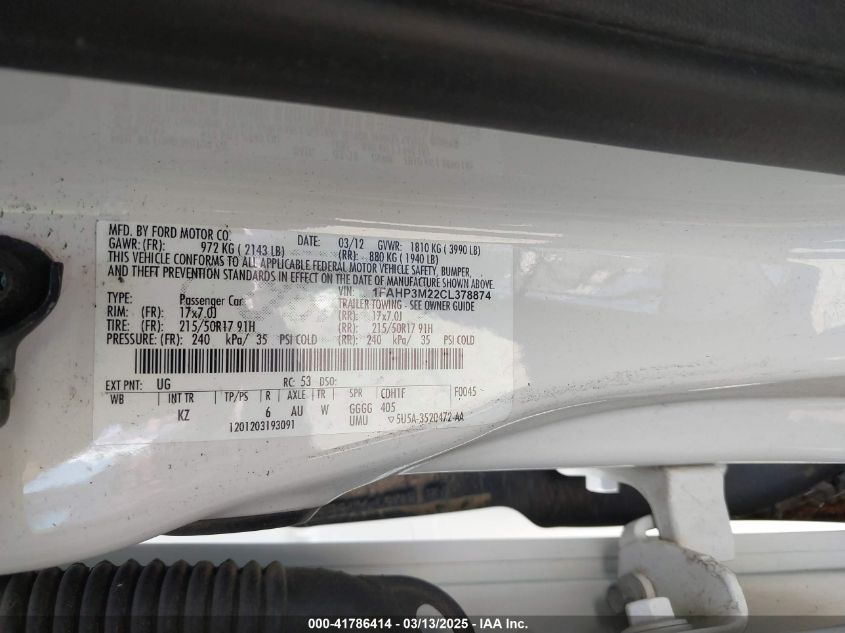 MFD. BY FORD MOTOR CO.
DATE: 03/12 GVWR: 1810 KG ( 3990 LB)
GAWR: (FR): 972 KG ( 2143 LB) (RR): 880 KG ( 1940 LB)
THIS VEHICLE CONFORMS TO ALL APPLICABLE FEDERAL MOTOR VEHICLE SAFETY, BUMPER,
AND THEFT PREVENTION STANDARDS IN EFFECT ON THE DATE OF MANUFACTURE SHOWN ABOVE.
VIN: 1FAHP3M22CL378874
TYPE: Passenger Car TRAILER TOWING - SEE OWNER GUIDE
RIM: (FR): 17x7.0J (RR): 17x7.0J
TIRE: (FR): 215/50R17 91H (RR): 215/50R17 91H
PRESSURE: (FR): 240 kPa/ 35 PSI COLD (RR): 240 kPa/ 35 PSI COLD
EXT PNT: UG RC: 53 DSO: F0045
WB INT TR TP/PS R AXLE TR SPR CDHTF
KZ 6 AU W GGGG 405
1201203193091 UMU ▽5U5A-3520472-AA
000-41786414 - 03/13/2025 - IAA Inc.